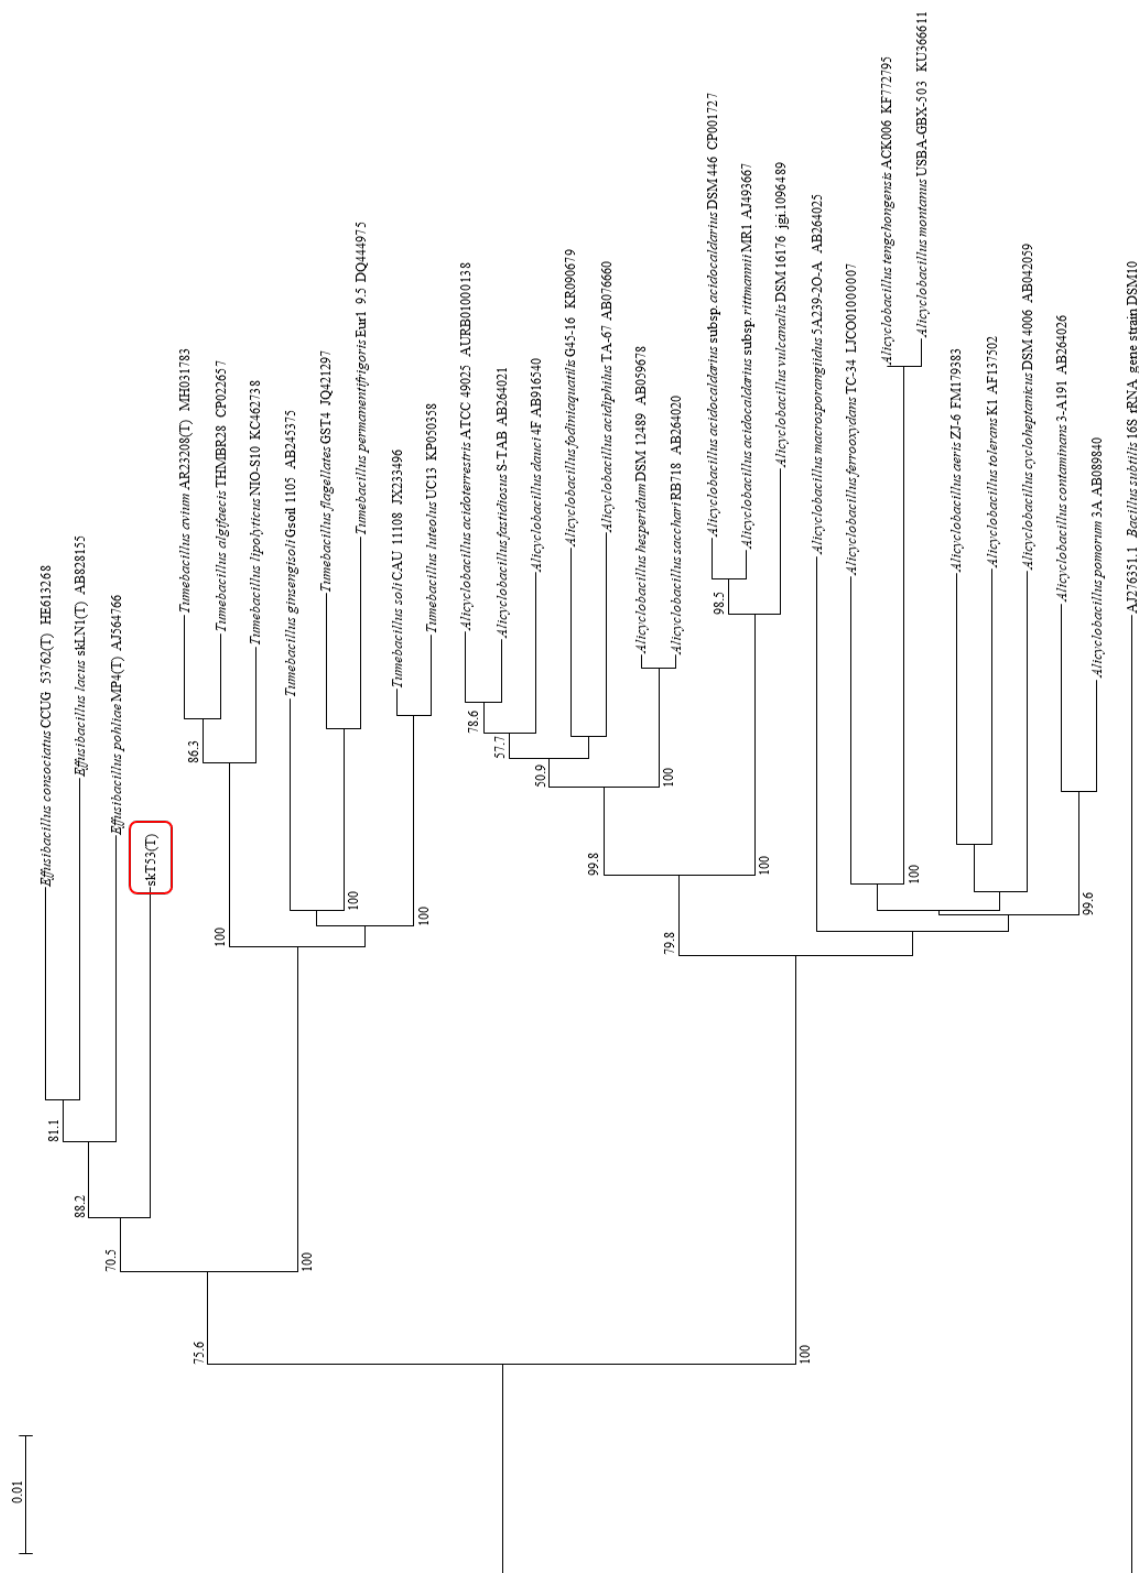 Effusibacillus consociatus CCUG 53762(T) HE613268
Effusibacillus lacus skLN1(T) AB828155
Effusibacillus pohliae MP4(T) AJ564766
skT53(T)
Tumebacillus avium AR23208(T) MH031783
Tumebacillus algifaecis THMBR28 CP022657
Tumebacillus lipolyticus NIO-S10 KC462738
Tumebacillus ginsengisoli Gsoil 1105 AB245375
Tumebacillus flagellates GST4 JQ421297
Tumebacillus permanentifrigoris Eur1 9.5 DQ444975
Tumebacillus soli CAU 11108 JX233496
Tumebacillus luteolus UC13 KP050358
Alicyclobacillus acidoterrestris ATCC 49025 AURB01000138
Alicyclobacillus fastidiosus S-TAB AB264021
Alicyclobacillus dauci 4F AB916540
Alicyclobacillus fodiniaquatilis G45-16 KR090679
Alicyclobacillus acidiphilus TA-67 AB076660
Alicyclobacillus hesperidum DSM 12489 AB059678
Alicyclobacillus sacchari RB718 AB264020
Alicyclobacillus acidocaldarius subsp. acidocaldarius DSM 446 CP001727
Alicyclobacillus acidocaldarius subsp. rittmannii MR1 AJ493667
Alicyclobacillus vulcanalis DSM 16176 jgi.1096489
Alicyclobacillus macrosporangiidus 5A239-2O-A AB264025
Alicyclobacillus ferrooxydans TC-34 LJCO01000007
Alicyclobacillus tengchongensis ACK006 KF772795
Alicyclobacillus montanus USBA-GBX-503 KU366611
Alicyclobacillus aeris ZJ-6 FM179383
Alicyclobacillus tolerans K1 AF137502
Alicyclobacillus cycloheptanicus DSM 4006 AB042059
Alicyclobacillus contaminans 3-A191 AB264026
Alicyclobacillus pomorum 3A AB089840
AJ276351.1 Bacillus subtilis 16S rRNA gene strain DSM10
81.1
88.2
70.5
75.6
86.3
100
100
100
100
78.6
57.7
50.9
100
99.8
98.5
100
79.8
100
99.6
100
0.01